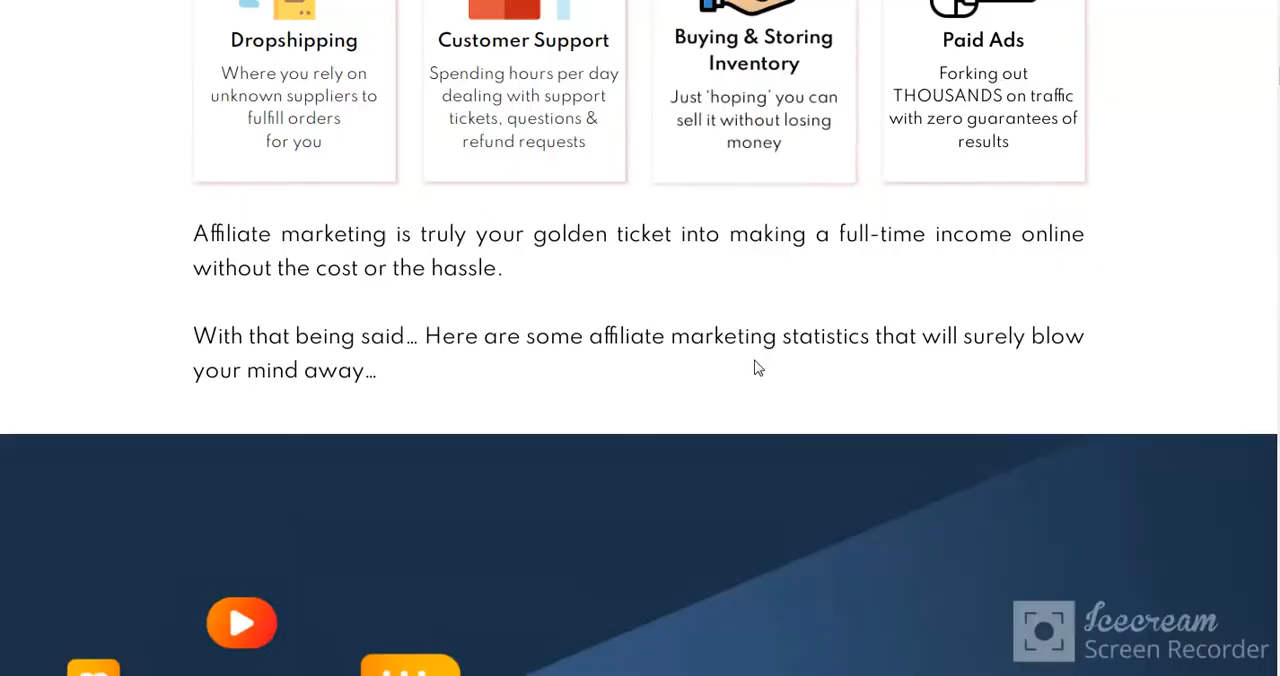 Dropshipping
Where you rely on
unknown suppliers to
fulfill orders
for you
Customer Support
Spending hours per day
dealing with support
tickets, questions &
refund requests
Buying & Storing
Inventory
Just ‘hoping’ you can
sell it without losing
money
Paid Ads
Forking out
THOUSANDS on traffic
with zero guarantees of
results
Affiliate marketing is truly your golden ticket into making a full-time income online
without the cost or the hassle.
With that being said... Here are some affiliate marketing statistics that will surely blow
your mind away...
Icecream
Screen Recorder